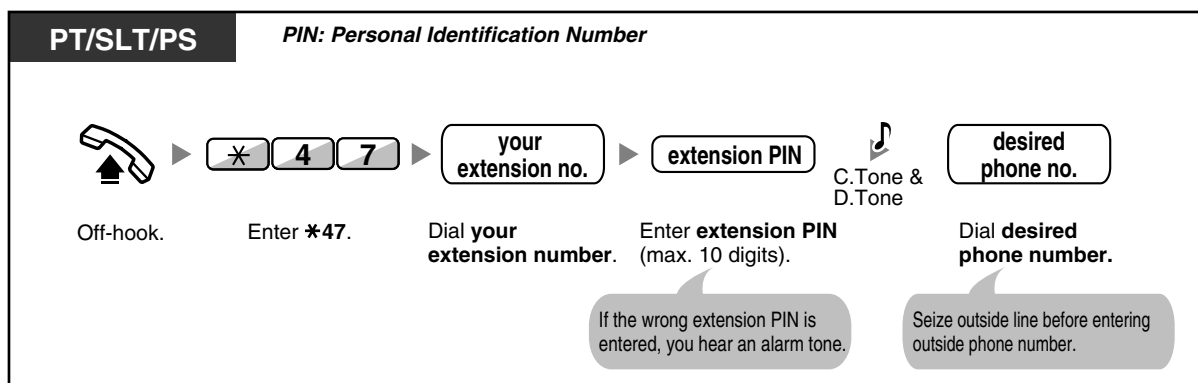 PT/SLT/PS
PIN: Personal Identification Number
* 4 7
your
extension no.
extension PIN
C.Tone &
D.Tone
desired
phone no.
Off-hook.
Enter *47.
Dial your
extension number.
Enter extension PIN
(max. 10 digits).
Dial desired
phone number.
If the wrong extension PIN is
entered, you hear an alarm tone.
Seize outside line before entering
outside phone number.